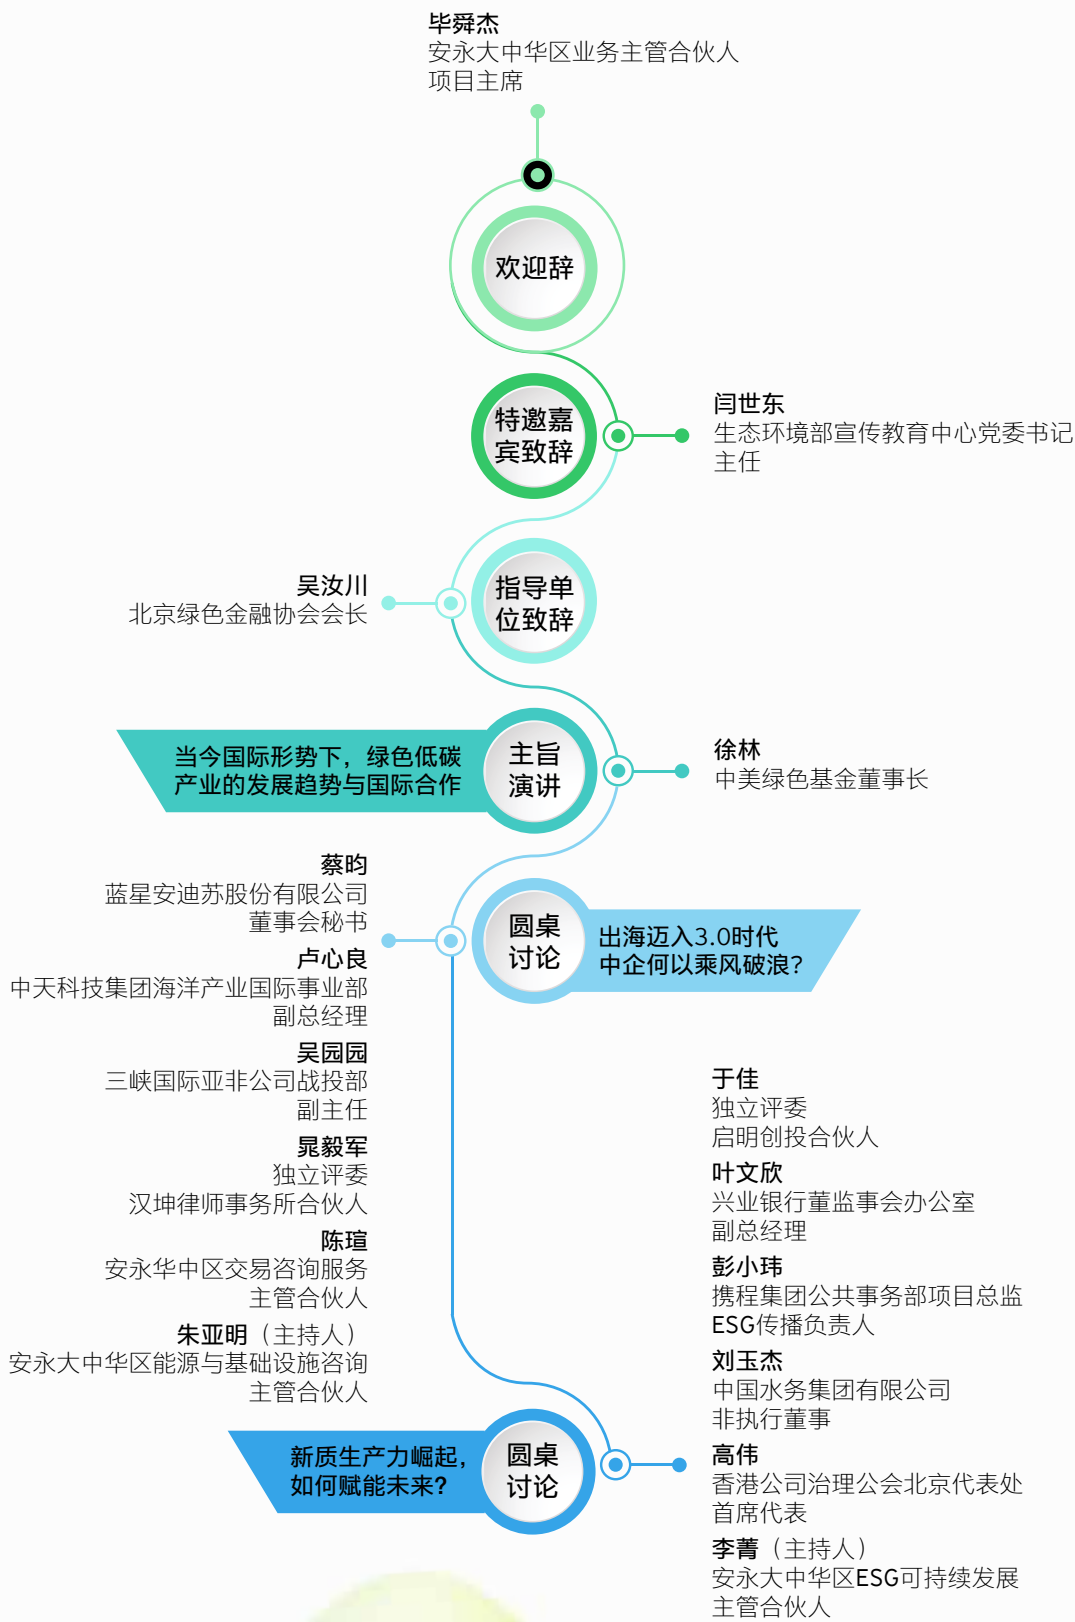 毕舜杰
安永大中华区业务主管合伙人
项目主席
欢迎辞
特邀嘉
宾致辞
闫世东
生态环境部宣传教育中心党委书记
主任
吴汝川
北京绿色金融协会会长
指导单
位致辞
当今国际形势下，绿色低碳
产业的发展趋势与国际合作
主旨
演讲
徐林
中美绿色基金董事长
蔡昀
蓝星安迪苏股份有限公司
董事会秘书
卢心良
中天科技集团海洋产业国际事业部
副总经理
吴园园
三峡国际亚非公司战投部
副主任
晁毅军
独立评委
汉坤律师事务所合伙人
陈瑄
安永华中区交易咨询服务
主管合伙人
朱亚明（主持人）
安永大中华区能源与基础设施咨询
主管合伙人
圆桌
讨论
出海迈入3.0时代
中企何以乘风破浪？
新质生产力崛起，
如何赋能未来？
圆桌
讨论
于佳
独立评委
启明创投合伙人
叶文欣
兴业银行董监事会办公室
副总经理
彭小玮
携程集团公共事务部项目总监
ESG传播负责人
刘玉杰
中国水务集团有限公司
非执行董事
高伟
香港公司治理公会北京代表处
首席代表
李菁（主持人）
安永大中华区ESG可持续发展
主管合伙人